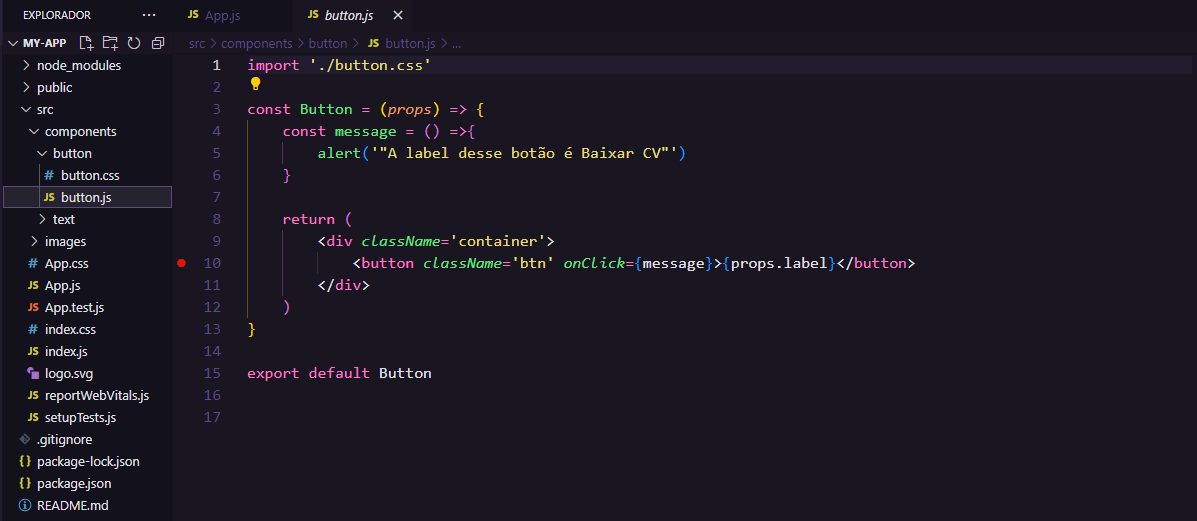 EXPLORADOR ...
MY-APP
node_modules
public
src
components
button
# button.css
JS button.js
text
images
# App.css
JS App.js
JS App.test.js
# index.css
JS index.js
logo.svg
JS reportWebVitals.js
JS setupTests.js
.gitignore
{} package-lock.json
{} package.json
README.md
JS App.js
JS button.js
src > components > button > JS button.js > ...
1 import './button.css'
2
3 const Button = (props) => {
4 const message = () =>{
5 alert('"A label desse botão é Baixar CV"')
6 }
7
8 return (
9 <div className='container'>
10 <button className='btn' onClick={message}>{props.label}</button>
11 </div>
12 )
13 }
14
15 export default Button
16
17